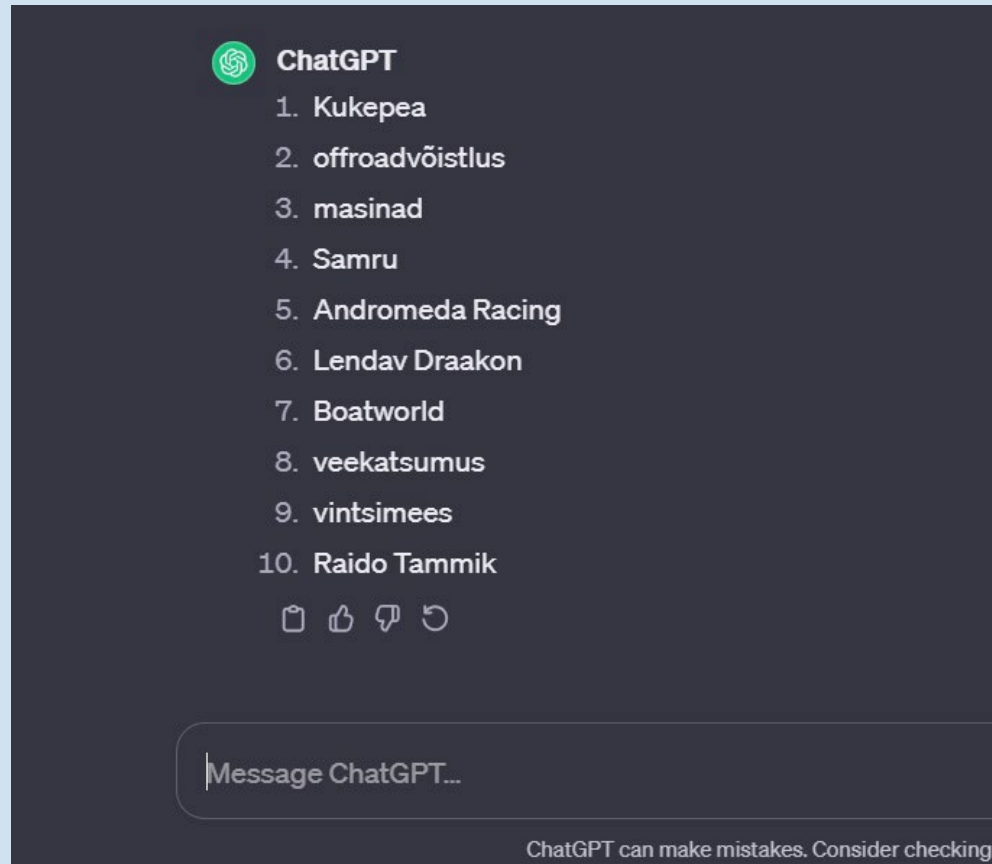 ChatGPT
1. Kukepea
2. offroadvõistlus
3. masinad
4. Samru
5. Andromeda Racing
6. Lendav Draakon
7. Boatworld
8. veekatsumus
9. vintsimees
10. Raido Tammik
Message ChatGPT...
ChatGPT can make mistakes. Consider checking